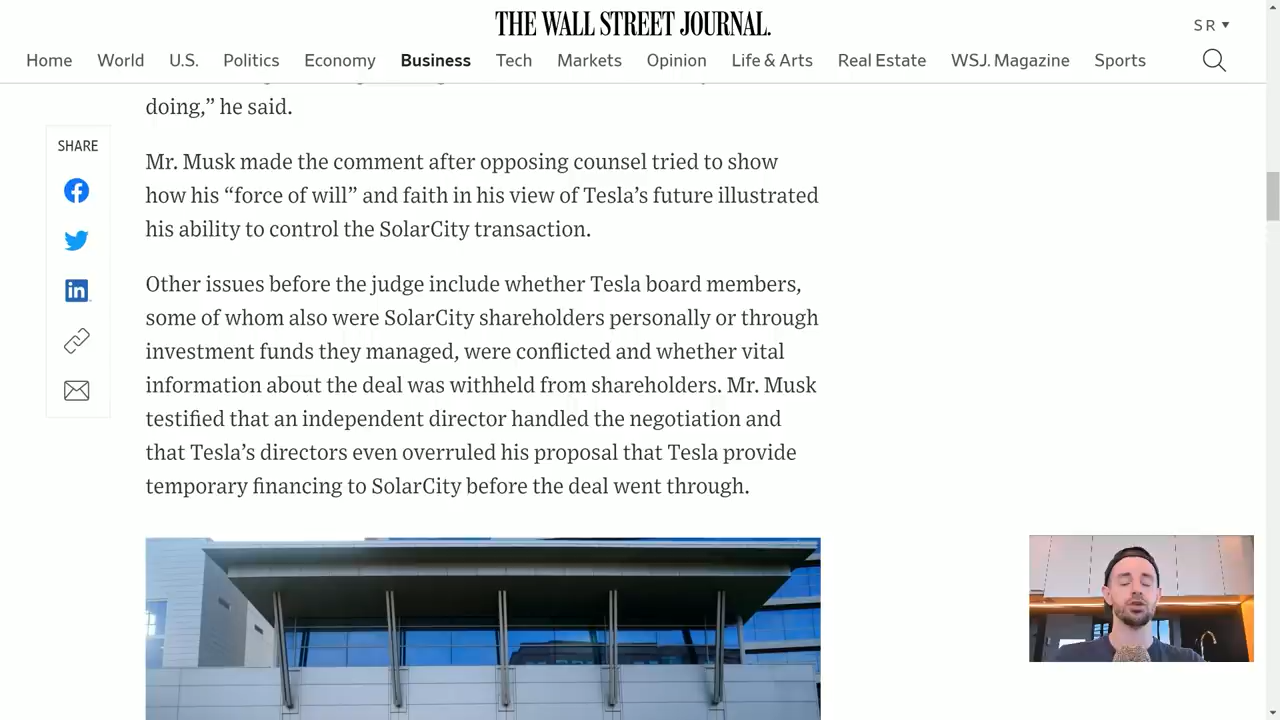 THE WALL STREET JOURNAL.
S R
Home World U.S. Politics Economy Business Tech Markets Opinion Life & Arts Real Estate WSJ. Magazine Sports
doing,” he said.
SHARE
Mr. Musk made the comment after opposing counsel tried to show
how his “force of will” and faith in his view of Tesla’s future illustrated
his ability to control the SolarCity transaction.
Other issues before the judge include whether Tesla board members,
some of whom also were SolarCity shareholders personally or through
investment funds they managed, were conflicted and whether vital
information about the deal was withheld from shareholders. Mr. Musk
testified that an independent director handled the negotiation and
that Tesla’s directors even overruled his proposal that Tesla provide
temporary financing to SolarCity before the deal went through.